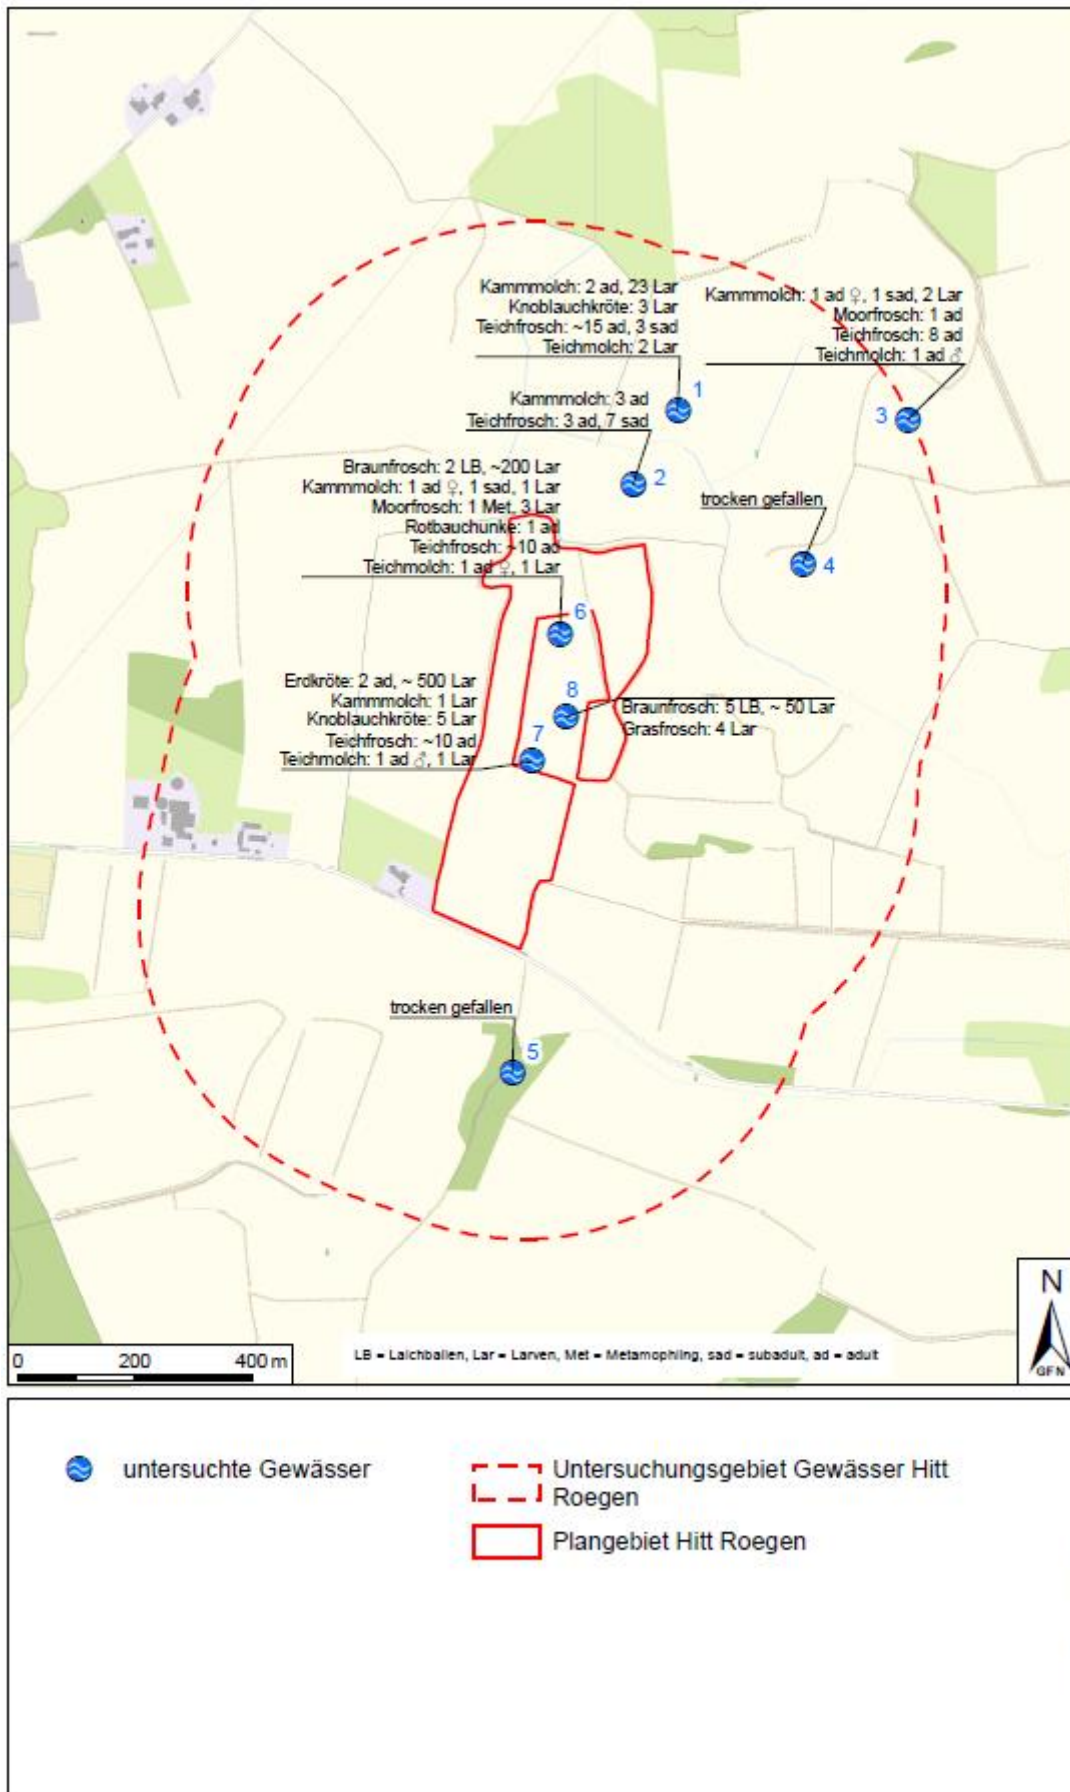 Kammmolch: 2 ad, 23 Lar
Knoblauchkröte: 3 Lar
Teichfrosch: ~15 ad, 3 sad
Teichmolch: 2 Lar
1
Kammmolch: 1 ad ♀, 1 sad, 2 Lar
Moorfrosch: 1 ad
Teichfrosch: 8 ad
Teichmolch: 1 ad ♂
3
Kammmolch: 3 ad
Teichfrosch: 3 ad, 7 sad
2
trocken gefallen
4
Braunfrosch: 2 LB, ~200 Lar
Kammmolch: 1 ad ♀, 1 sad, 1 Lar
Moorfrosch: 1 Met, 3 Lar
Rotbauchunke: 1 ad
Teichfrosch: ~10 ad
Teichmolch: 1 ad ♀, 1 Lar
6
Erdkröte: 2 ad, ~ 500 Lar
Kammmolch: 1 Lar
Knoblauchkröte: 5 Lar
Teichfrosch: ~10 ad
Teichmolch: 1 ad ♂, 1 Lar
7
8
Braunfrosch: 5 LB, ~ 50 Lar
Grasfrosch: 4 Lar
trocken gefallen
5
0 200 400 m
LB = Laichballen, Lar = Larven, Met = Metamophling, sad = subadult, ad = adult
N
GFN
untersuchte Gewässer
Untersuchungsgebiet Gewässer Hitt
Roegen
Plangebiet Hitt Roegen